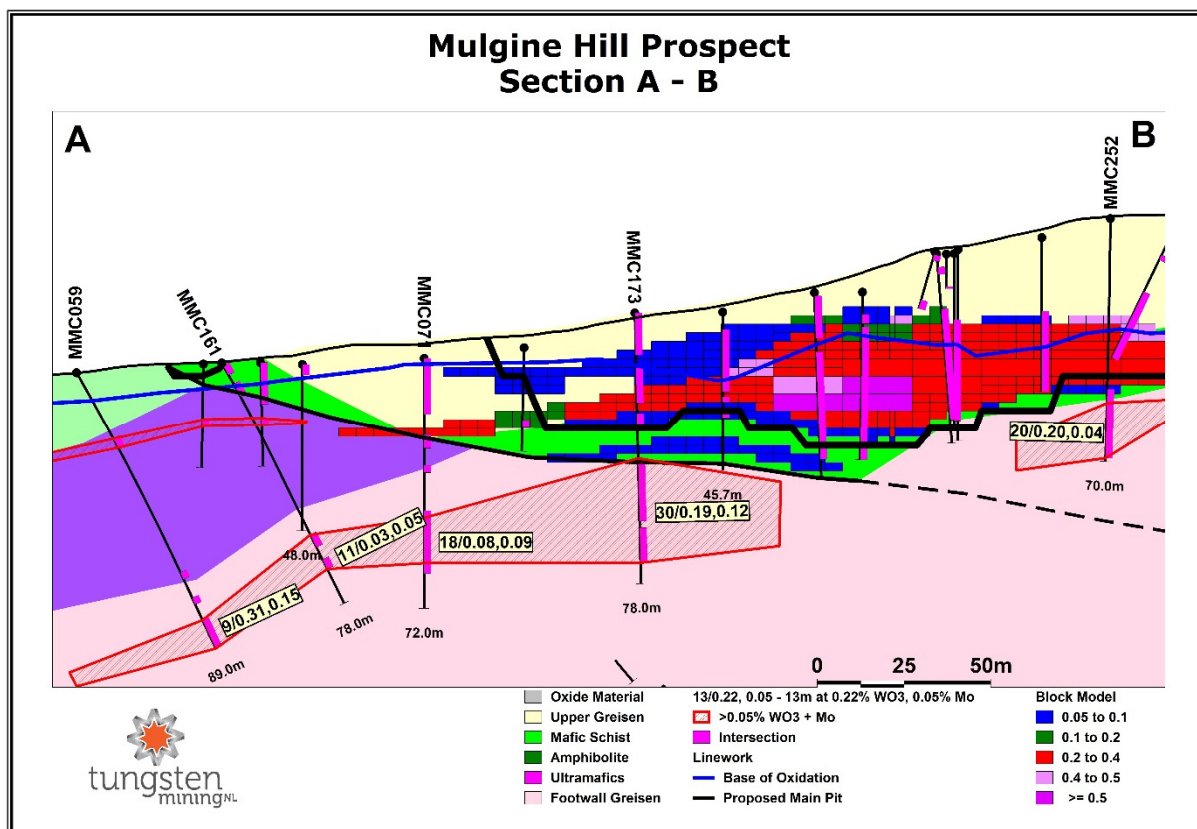 Mulgine Hill Prospect
Section A - B
A
B
MMC059
MMC161
MMC071
MMC173
MMC252
20/0.20,0.04
70.0m
45.7m
30/0.19,0.12
18/0.08,0.09
11/0.03,0.05
48.0m
9/0.31,0.15
78.0m
72.0m
78.0m
89.0m
0 25 50m
Oxide Material
Upper Greisen
Mafic Schist
Amphibolite
Ultramafics
Footwall Greisen
13/0.22, 0.05 - 13m at 0.22% WO3, 0.05% Mo
>0.05% WO3 + Mo
Intersection
Linework
Base of Oxidation
Proposed Main Pit
Block Model
0.05 to 0.1
0.1 to 0.2
0.2 to 0.4
0.4 to 0.5
>= 0.5
tungsten
mining NL